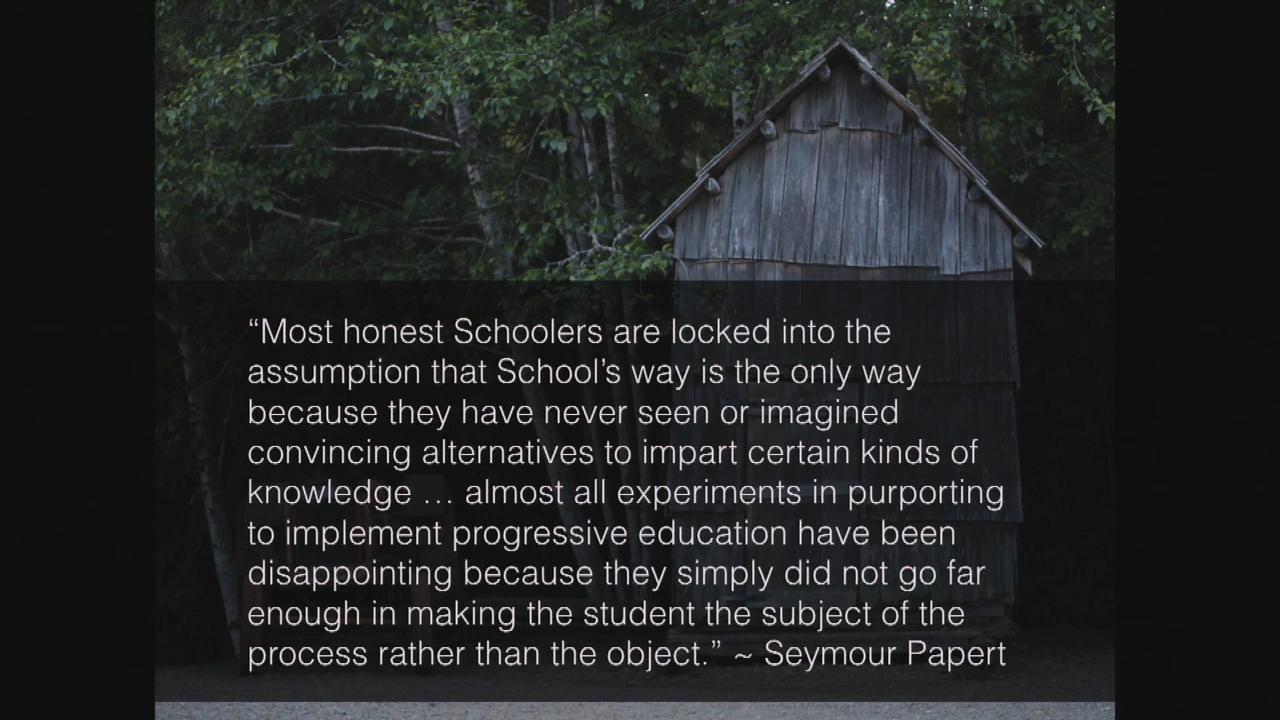 “Most honest Schoolers are locked into the
assumption that School’s way is the only way
because they have never seen or imagined
convincing alternatives to impart certain kinds of
knowledge … almost all experiments in purporting
to implement progressive education have been
disappointing because they simply did not go far
enough in making the student the subject of the
process rather than the object.” ~ Seymour Papert